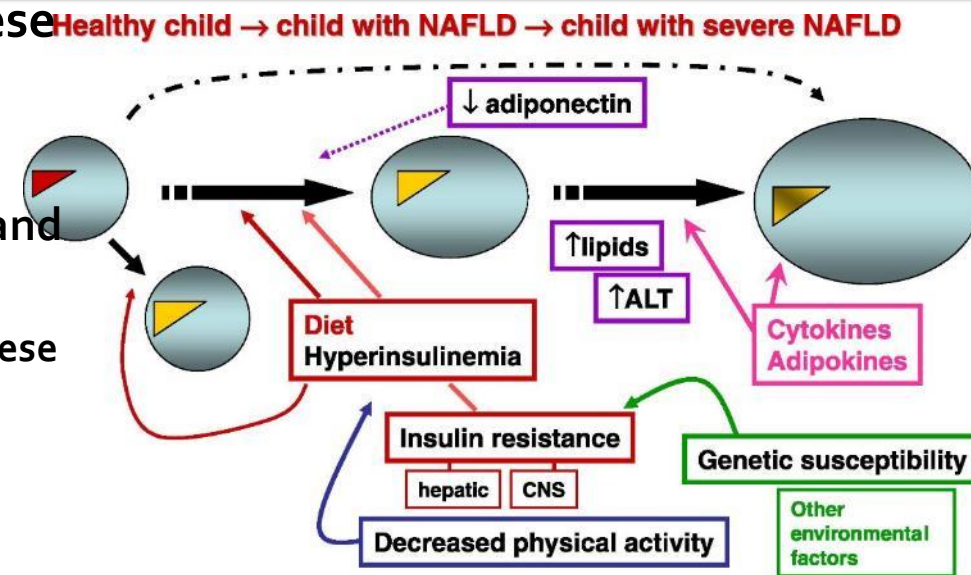 ese
Healthy child → child with NAFLD → child with severe NAFLD
↓ adiponectin
and
↑lipids
↑ALT
ese
Diet
Hyperinsulinemia
Cytokines
Adipokines
Insulin resistance
hepatic
CNS
Genetic susceptibility
Other
environmental
factors
Decreased physical activity